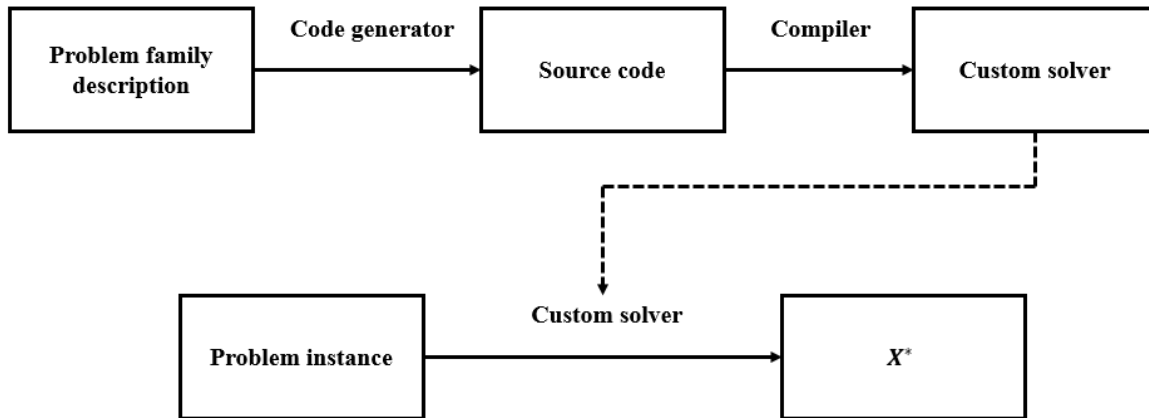 Problem family
description
Code generator
Source code
Compiler
Custom solver
Custom solver
Problem instance
X*